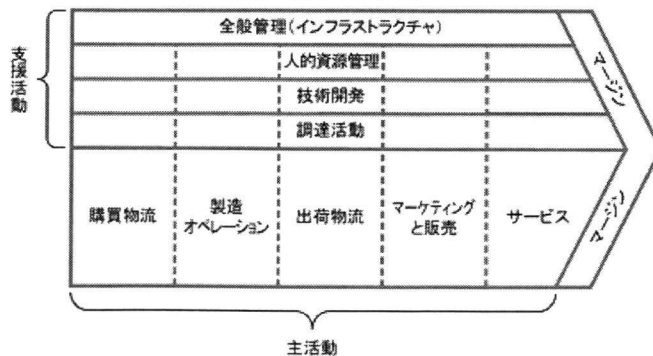 全般管理(インフラストラクチャ)
人的資源管理
技術開発
調達活動
支援活動
マージン
購買物流
製造
オペレーション
出荷物流
マーケティング
と販売
サービス
マージン
主活動